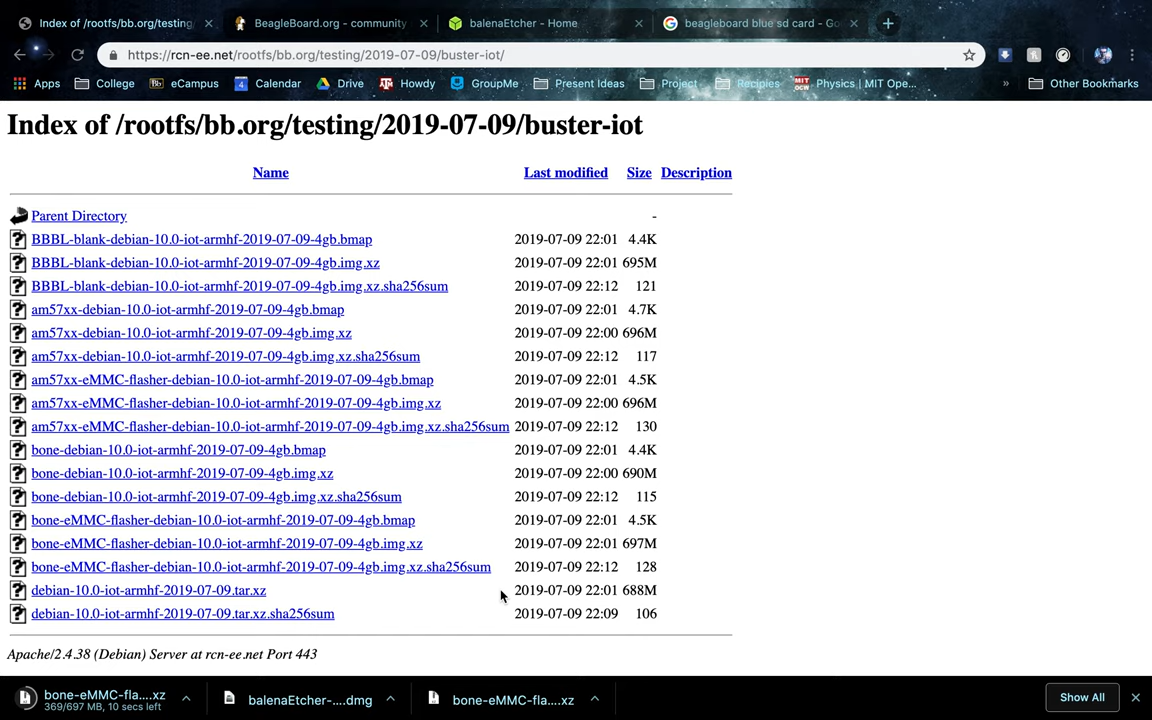 Index of /rootfs/bb.org/testing
BeagleBoard.org - community
balenaEtcher - Home
beagleboard blue sd card - Go
https://rcn-ee.net/rootfs/bb.org/testing/2019-07-09/buster-iot/
Apps College eCampus Calendar Drive Howdy GroupMe Present Ideas Project Recipies Physics | MIT Ope... » Other Bookmarks
Index of /rootfs/bb.org/testing/2019-07-09/buster-iot
Name Last modified Size Description
Parent Directory -
BBBL-blank-debian-10.0-iot-armhf-2019-07-09-4gb.bmap 2019-07-09 22:01 4.4K
BBBL-blank-debian-10.0-iot-armhf-2019-07-09-4gb.img.xz 2019-07-09 22:01 695M
BBBL-blank-debian-10.0-iot-armhf-2019-07-09-4gb.img.xz.sha256sum 2019-07-09 22:12 121
am57xx-debian-10.0-iot-armhf-2019-07-09-4gb.bmap 2019-07-09 22:01 4.7K
am57xx-debian-10.0-iot-armhf-2019-07-09-4gb.img.xz 2019-07-09 22:00 696M
am57xx-debian-10.0-iot-armhf-2019-07-09-4gb.img.xz.sha256sum 2019-07-09 22:12 117
am57xx-eMMC-flasher-debian-10.0-iot-armhf-2019-07-09-4gb.bmap 2019-07-09 22:01 4.5K
am57xx-eMMC-flasher-debian-10.0-iot-armhf-2019-07-09-4gb.img.xz 2019-07-09 22:00 696M
am57xx-eMMC-flasher-debian-10.0-iot-armhf-2019-07-09-4gb.img.xz.sha256sum 2019-07-09 22:12 130
bone-debian-10.0-iot-armhf-2019-07-09-4gb.bmap 2019-07-09 22:01 4.4K
bone-debian-10.0-iot-armhf-2019-07-09-4gb.img.xz 2019-07-09 22:00 690M
bone-debian-10.0-iot-armhf-2019-07-09-4gb.img.xz.sha256sum 2019-07-09 22:12 115
bone-eMMC-flasher-debian-10.0-iot-armhf-2019-07-09-4gb.bmap 2019-07-09 22:01 4.5K
bone-eMMC-flasher-debian-10.0-iot-armhf-2019-07-09-4gb.img.xz 2019-07-09 22:01 697M
bone-eMMC-flasher-debian-10.0-iot-armhf-2019-07-09-4gb.img.xz.sha256sum 2019-07-09 22:12 128
debian-10.0-iot-armhf-2019-07-09.tar.xz 2019-07-09 22:01 688M
debian-10.0-iot-armhf-2019-07-09.tar.xz.sha256sum 2019-07-09 22:09 106
Apache/2.4.38 (Debian) Server at rcn-ee.net Port 443
bone-eMMC-fla....xz
369/697 MB, 10 secs left
balenaEtcher-....dmg
bone-eMMC-fla....xz
Show All